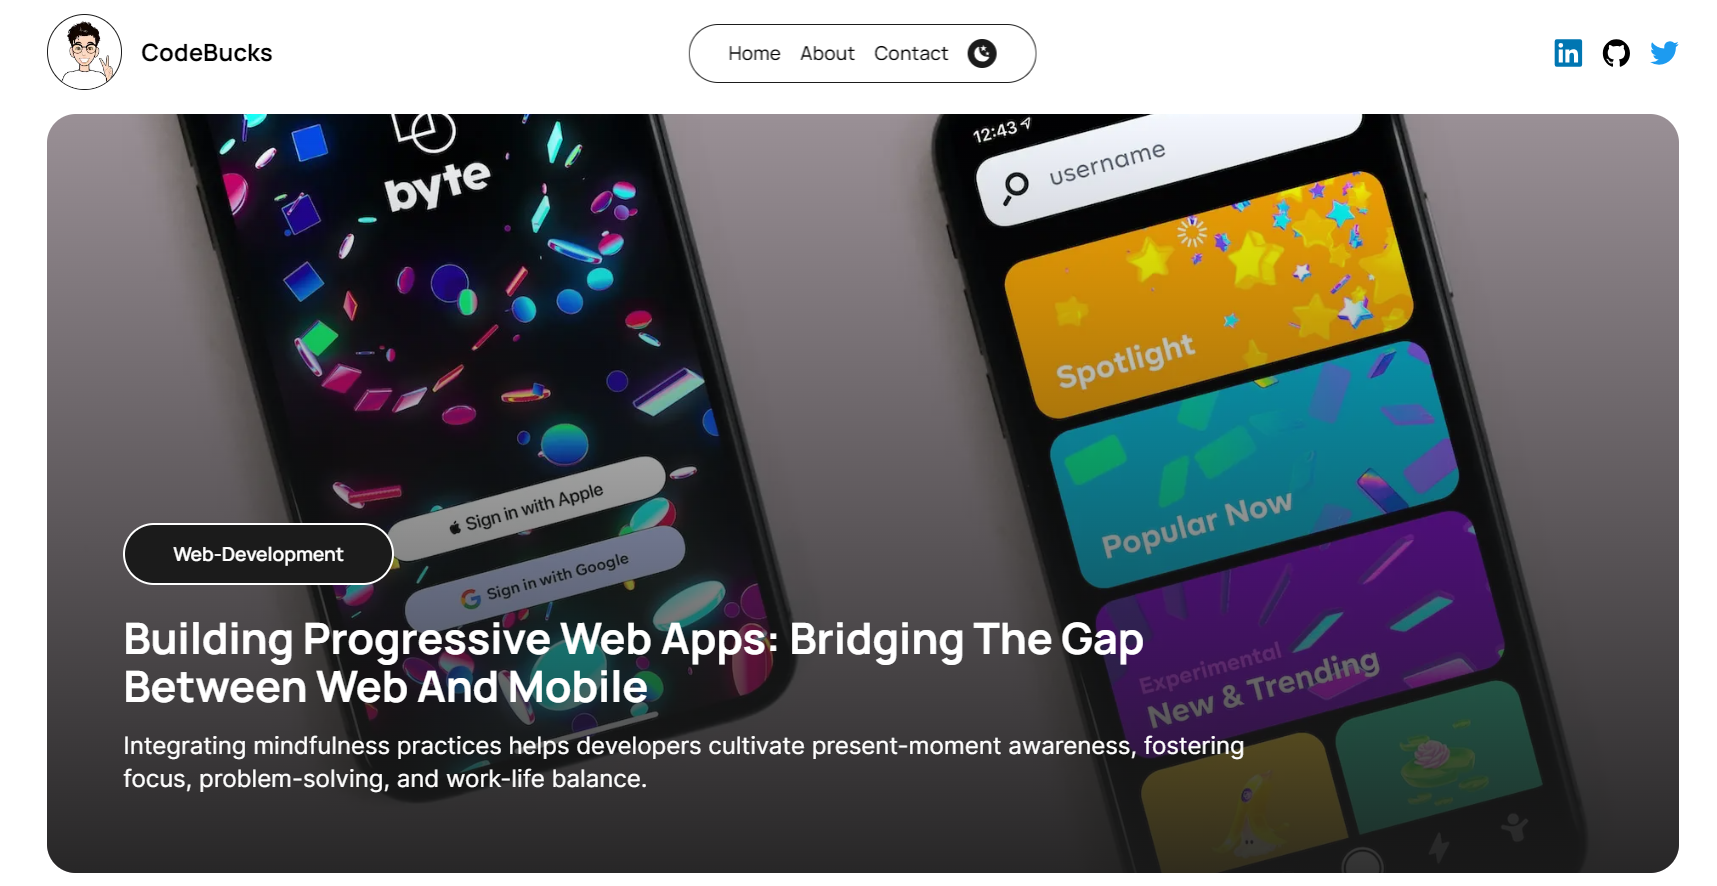 CodeBucks
Home About Contact
byte
Sign in with Apple
Sign in with Google
12:43
username
Spotlight
Popular Now
Experimental
New & Trending
Web-Development
Building Progressive Web Apps: Bridging The Gap
Between Web And Mobile
Integrating mindfulness practices helps developers cultivate present-moment awareness, fostering
focus, problem-solving, and work-life balance.
in